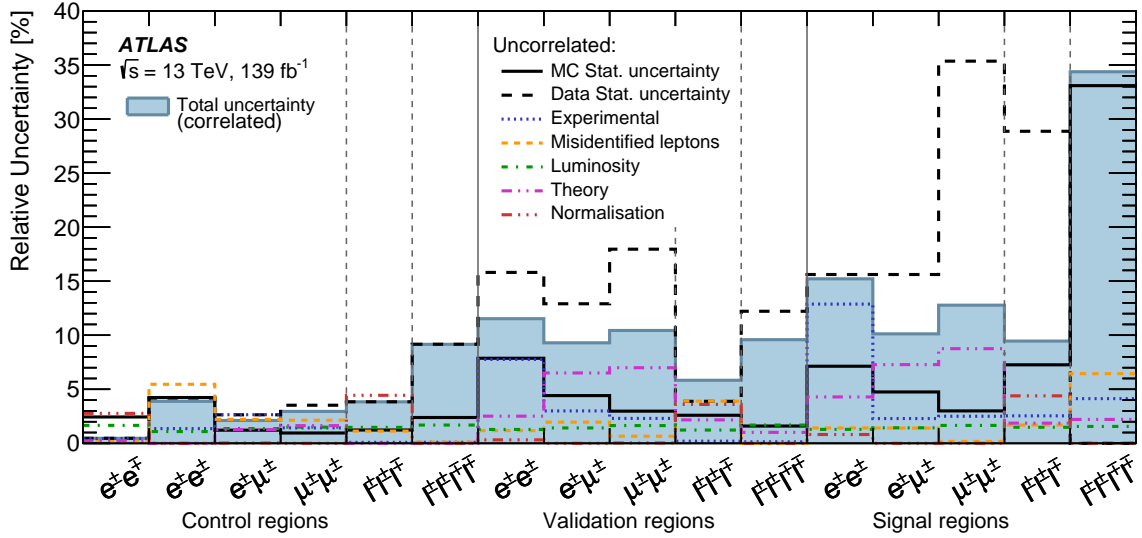 Relative Uncertainty [%]
40
35
30
25
20
15
10
5
0
ATLAS
√s = 13 TeV, 139 fb⁻¹
Total uncertainty
(correlated)
Uncorrelated:
MC Stat. uncertainty
Data Stat. uncertainty
Experimental
Misidentified leptons
Luminosity
Theory
Normalisation
e±e∓
e±e±
e±μ±
μ±μ±
l±l±l∓
l±l±l∓l∓
e±e±
e±μ±
μ±μ±
l±l±l∓
l±l±l∓l∓
e±e±
e±μ±
μ±μ±
l±l±l∓
l±l±l∓l∓
Control regions
Validation regions
Signal regions